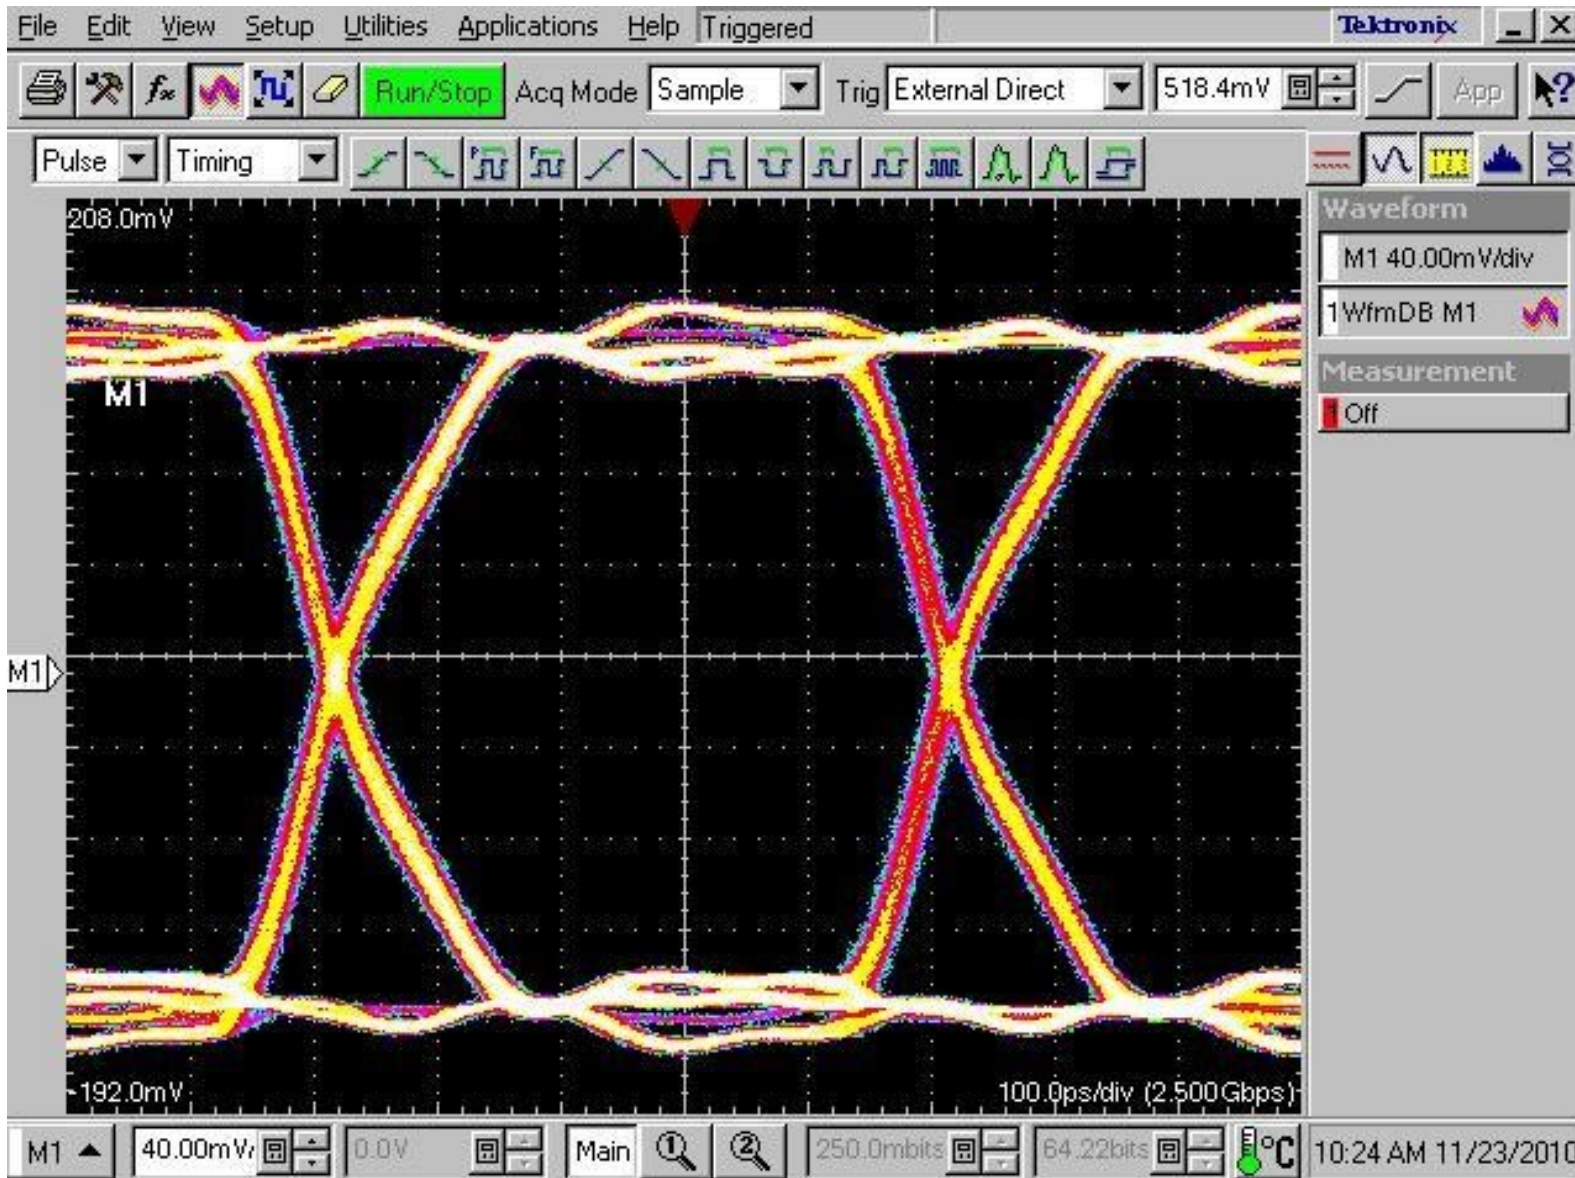 File Edit View Setup Utilities Applications Help Triggered Tektronix
Run/Stop Acq Mode Sample Trig External Direct 518.4mV App
Pulse Timing
208.0mV
Waveform
M1 40.00mV/div
1 WfmDB M1
Measurement
1 Off
M1
M1
-192.0mV
100.0ps/div (2.500Gbps)
M1 40.00mV/ 0.0V Main 1 2 250.0mbits 64.22bits °C 10:24 AM 11/23/2010